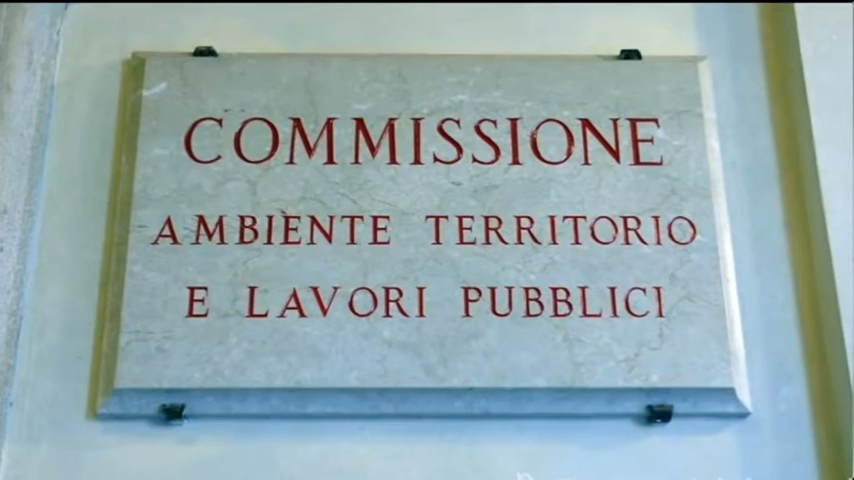 COMMISSIONE
AMBIENTE TERRITORIO
E LAVORI PUBBLICI